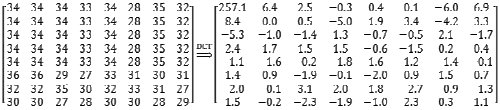 34 34 34 33 34 28 35 32 257.1 6.4 2.5 −0.3 0.4 0.1 −6.0 6.9
34 34 34 33 34 28 35 32 8.4 0.0 0.5 −5.0 1.9 3.4 −4.2 3.3
34 34 34 33 34 28 35 32 −5.3 −1.0 −1.4 1.3 −0.7 −0.5 2.1 −1.7
34 34 34 33 34 28 35 32 DCT ⇒ 2.4 1.7 1.5 1.5 −0.6 −1.5 0.2 0.4
34 34 34 33 34 28 35 32 1.1 1.6 0.2 1.8 1.6 1.2 1.4 0.1
36 36 29 27 33 31 30 31 1.4 0.9 −1.9 −0.1 −2.0 0.9 1.5 0.7
32 32 35 30 32 33 31 27 2.0 0.1 3.1 2.0 1.8 2.7 0.9 1.3
30 30 27 28 30 30 28 29 1.5 −0.2 −2.3 −1.9 −1.0 2.3 0.3 1.1